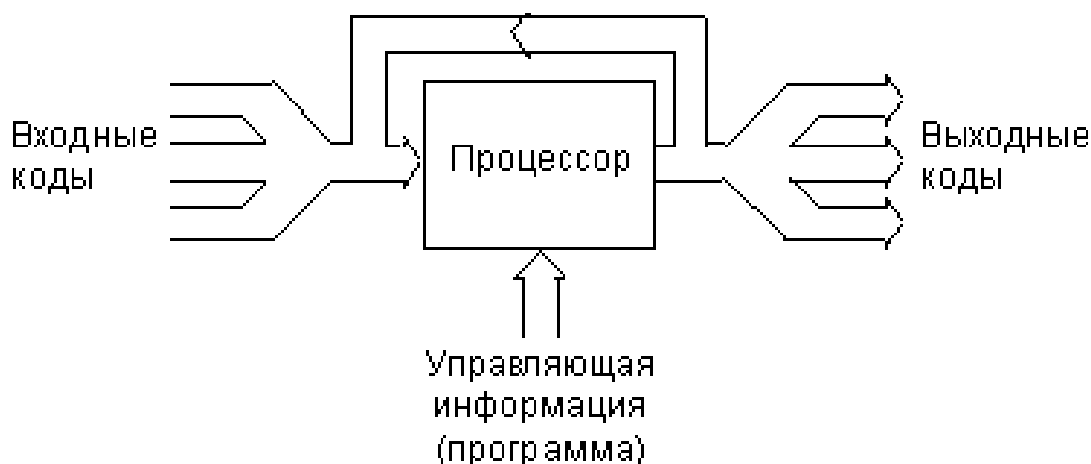 Входные
коды
Процессор
Выходные
коды
Управляющая
информация
(программа)